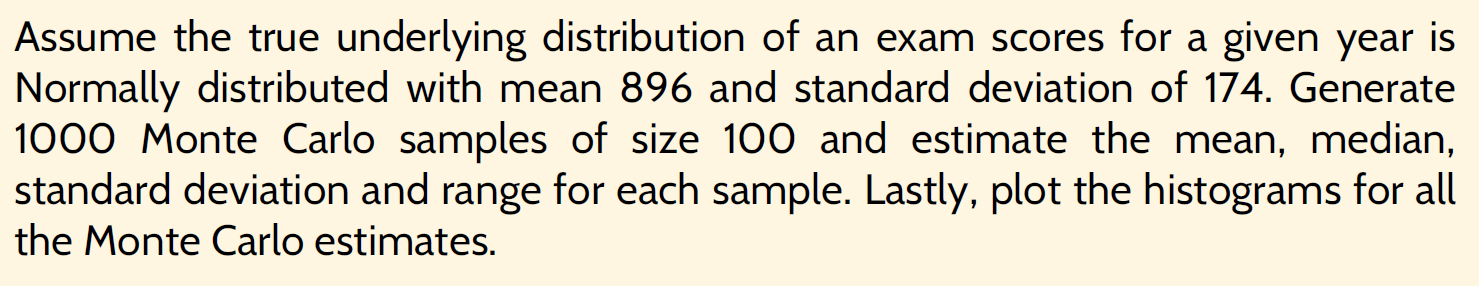 Assume the true underlying distribution of an exam scores for a given year is
Normally distributed with mean 896 and standard deviation of 174. Generate
1000 Monte Carlo samples of size 100 and estimate the mean, median,
standard deviation and range for each sample. Lastly, plot the histograms for all
the Monte Carlo estimates.